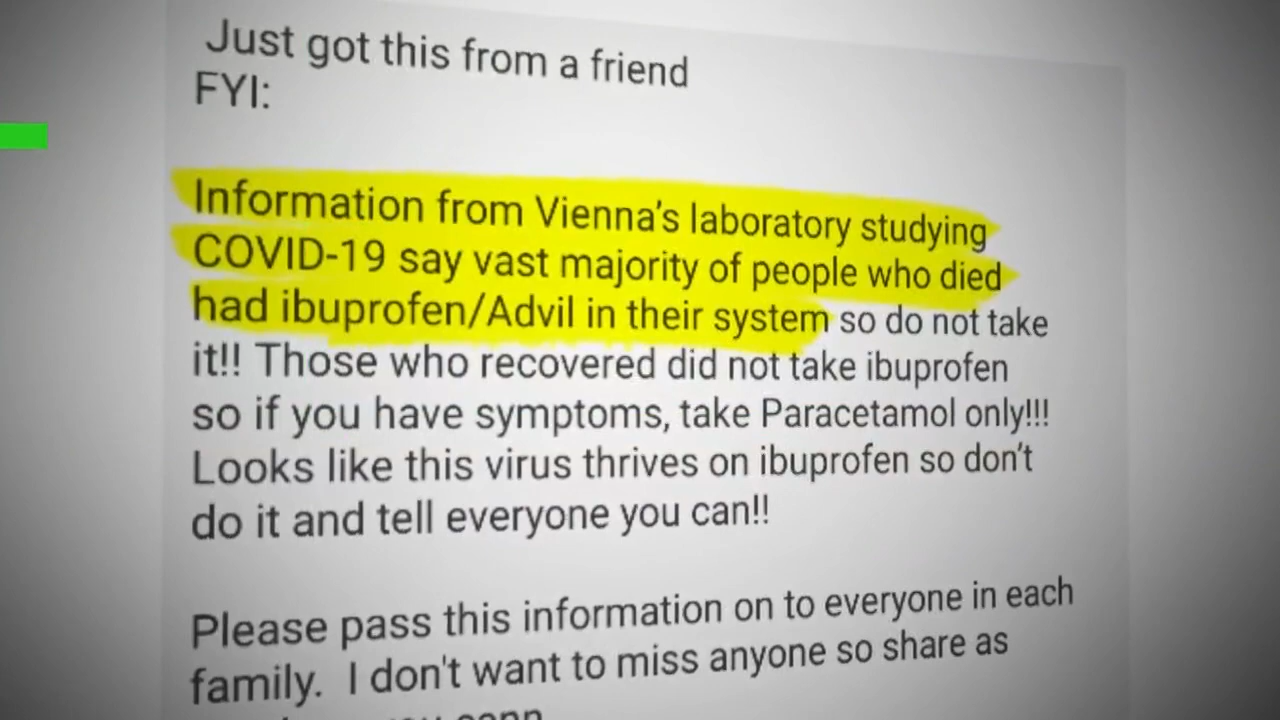 Just got this from a friend
FYI:
Information from Vienna's laboratory studying
COVID-19 say vast majority of people who died
had ibuprofen/Advil in their system so do not take
it!! Those who recovered did not take ibuprofen
so if you have symptoms, take Paracetamol only!!!
Looks like this virus thrives on ibuprofen so don't
do it and tell everyone you can!!
Please pass this information on to everyone in each
family.  I don't want to miss anyone so share as